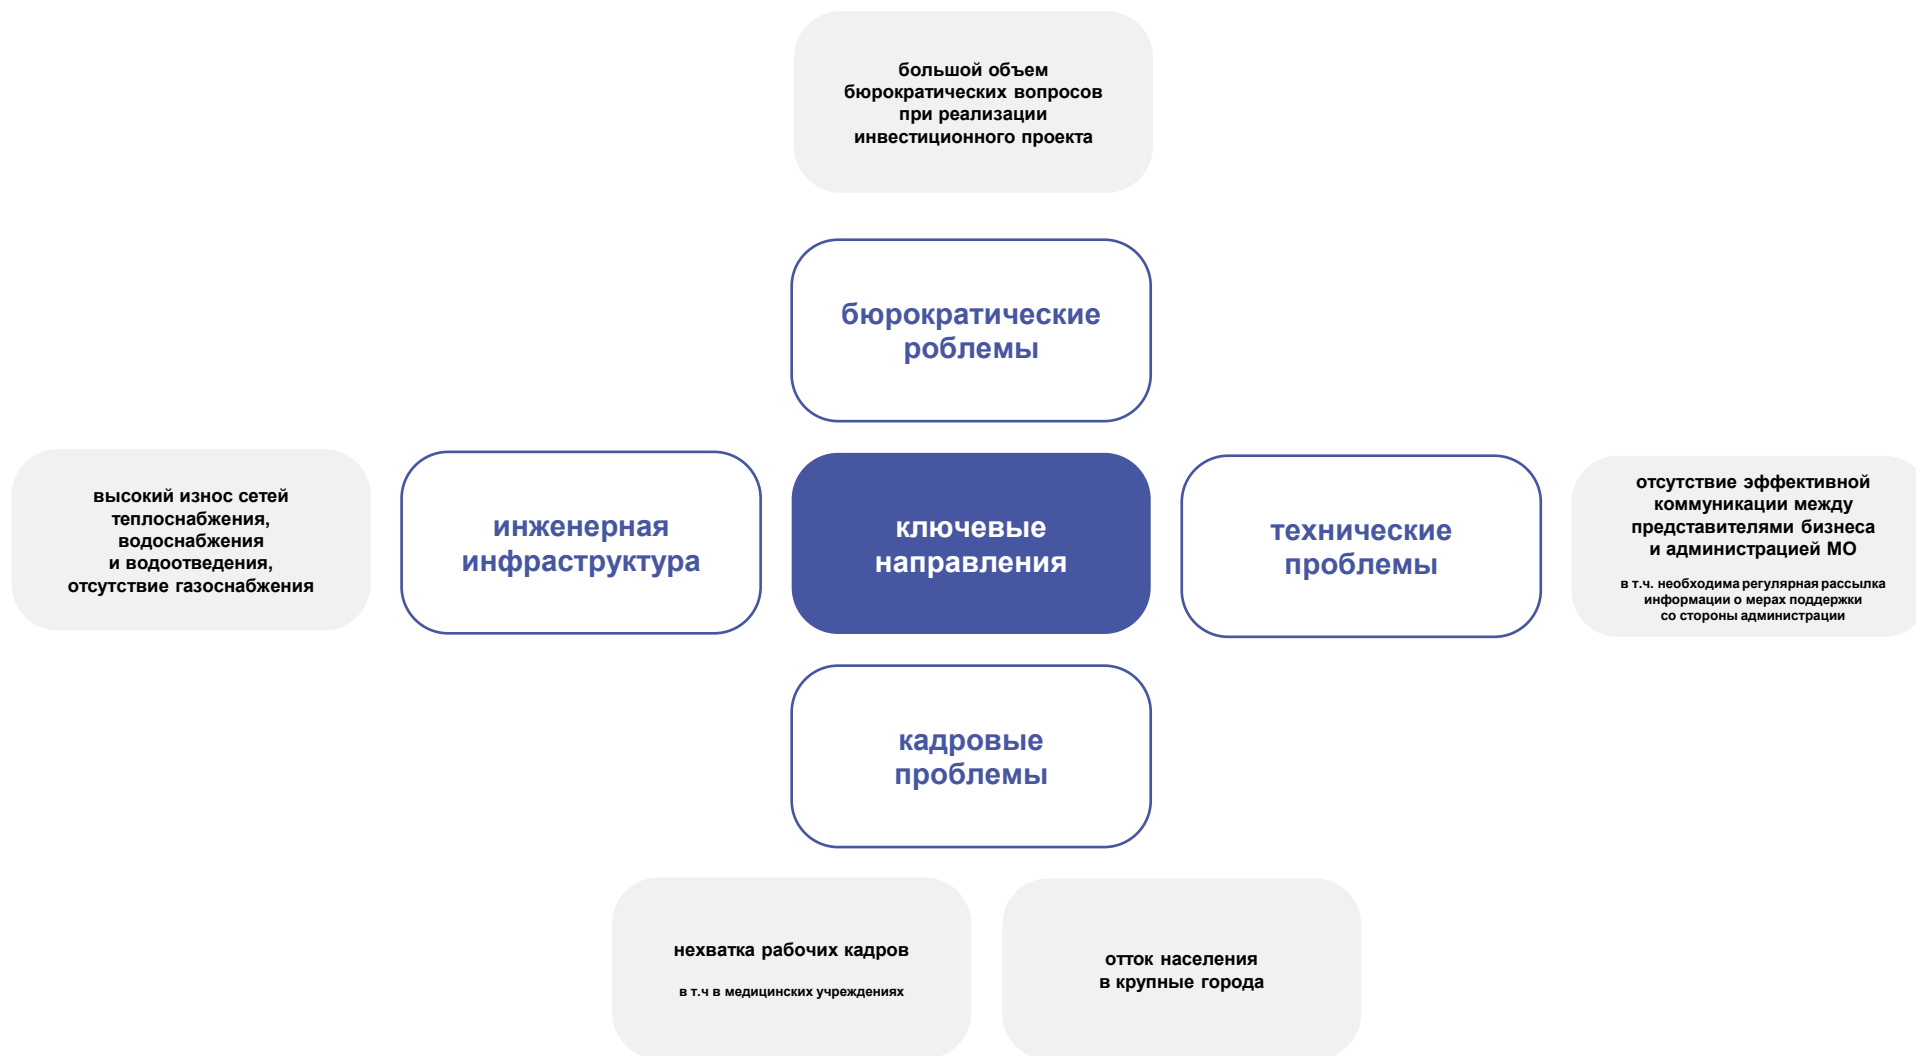 большой объем
бюрократических вопросов
при реализации
инвестиционного проекта
бюрократические
роблемы
высокий износ сетей
теплоснабжения,
водоснабжения
и водоотведения,
отсутствие газоснабжения
инженерная
инфраструктура
ключевые
направления
технические
проблемы
отсутствие эффективной
коммуникации между
представителями бизнеса
и администрацией МО
в т.ч. необходима регулярная рассылка
информации о мерах поддержки
со стороны администрации
кадровые
проблемы
нехватка рабочих кадров
в т.ч в медицинских учреждениях
отток населения
в крупные города